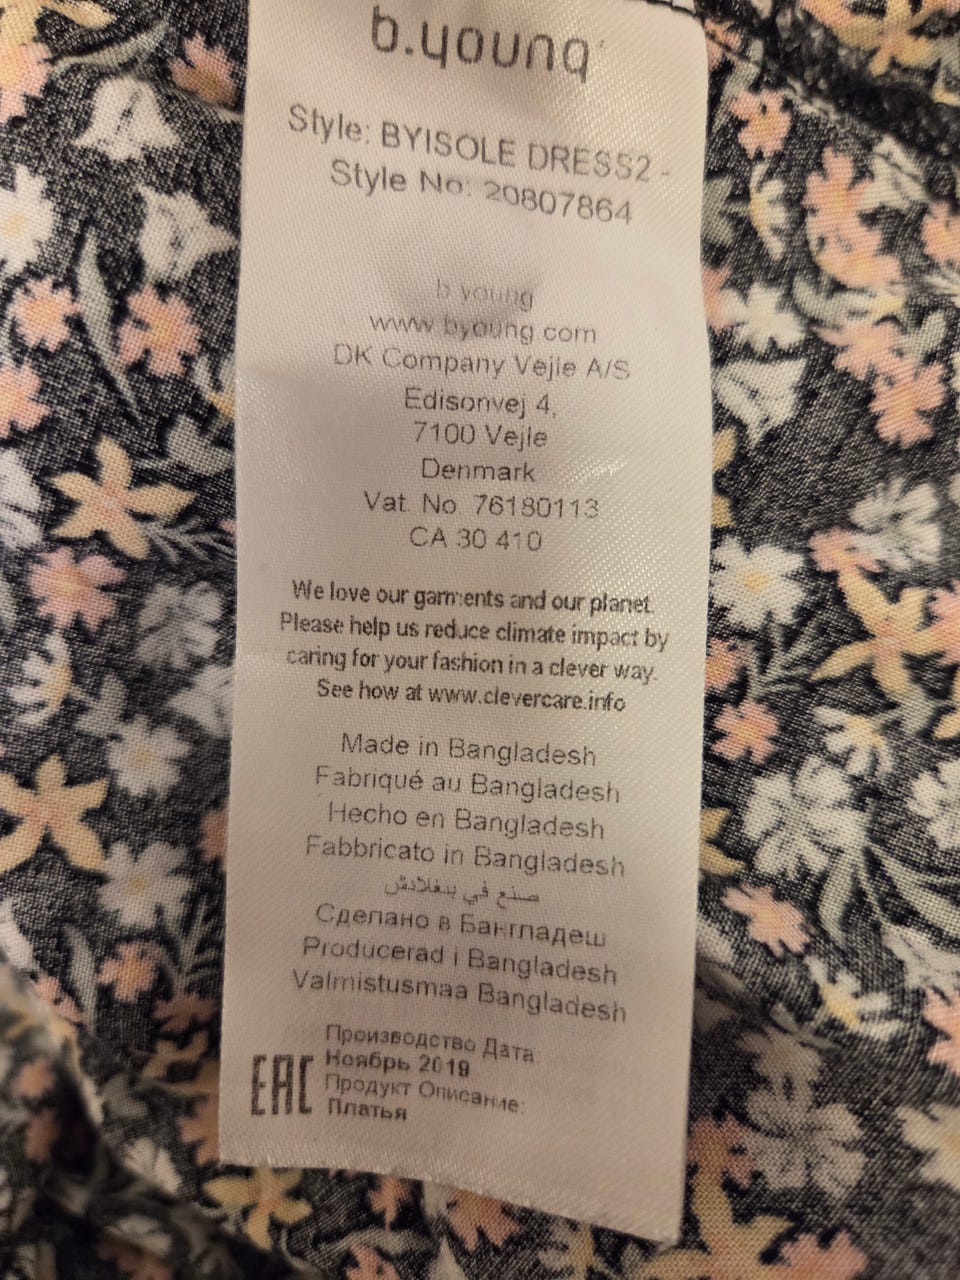 b.young
Style: BYISOLE DRESS2 -
Style No: 20807864
b.young
www.byoung.com
DK Company Vejle A/S
Edisonvej 4,
7100 Vejle
Denmark
Vat. No. 76180113
CA 30 410
We love our garments and our planet.
Please help us reduce climate impact by
caring for your fashion in a clever way.
See how at www.clevercare.info
Made in Bangladesh
Fabriqué au Bangladesh
Hecho en Bangladesh
Fabbricato in Bangladesh
صنع في بنغلادش
Сделано в Бангладеш
Producerad i Bangladesh
Valmistusmaa Bangladesh
Производство Дата
Ноябрь 2019
Продукт Описание:
Платья
EAC